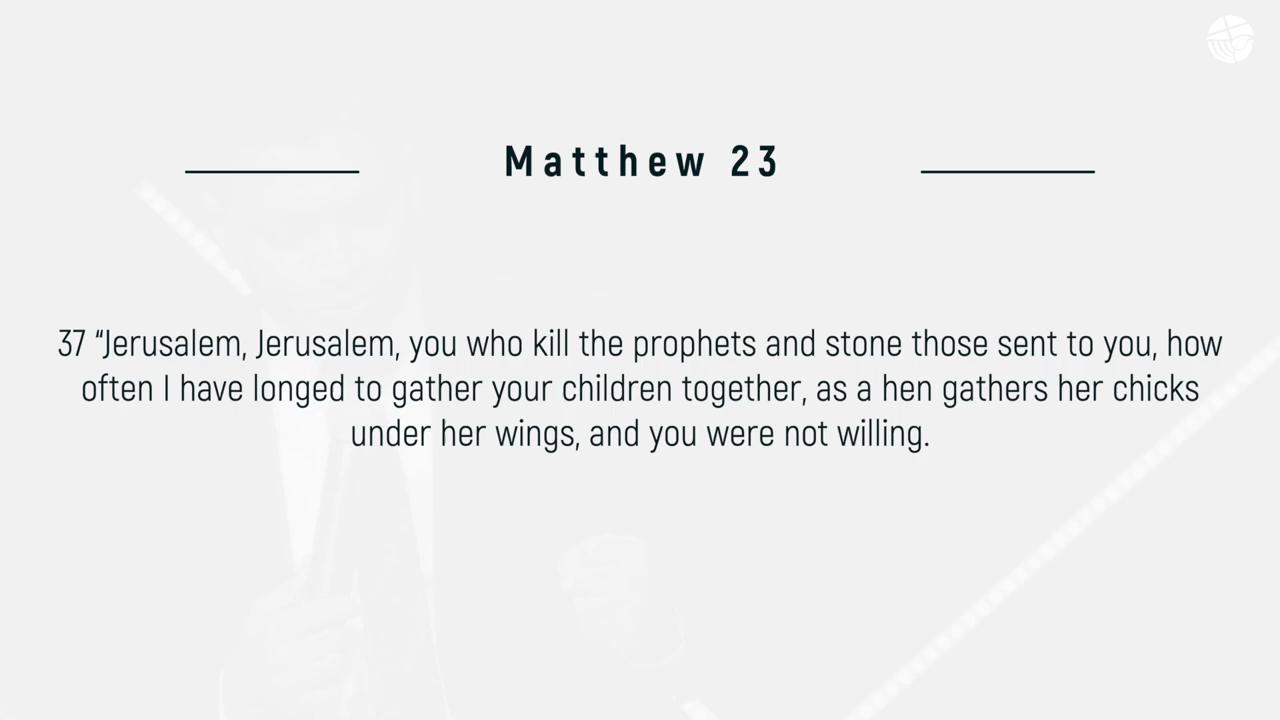 Matthew 23
37 “Jerusalem, Jerusalem, you who kill the prophets and stone those sent to you, how
often I have longed to gather your children together, as a hen gathers her chicks
under her wings, and you were not willing.